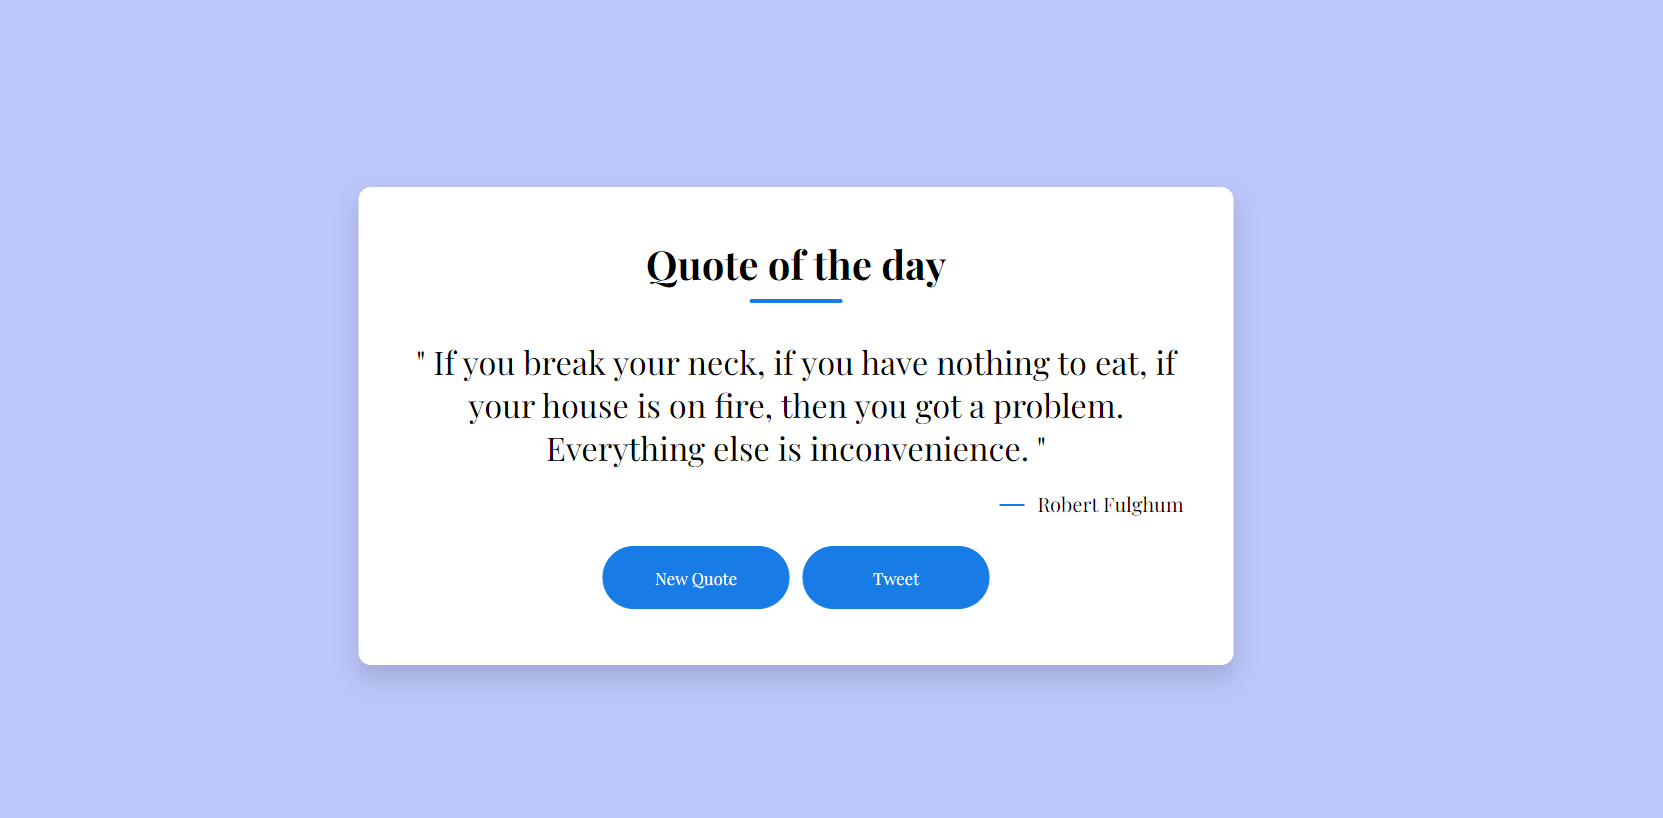 Quote of the day
" If you break your neck, if you have nothing to eat, if
your house is on fire, then you got a problem.
Everything else is inconvenience. "
— Robert Fulghum
New Quote
Tweet